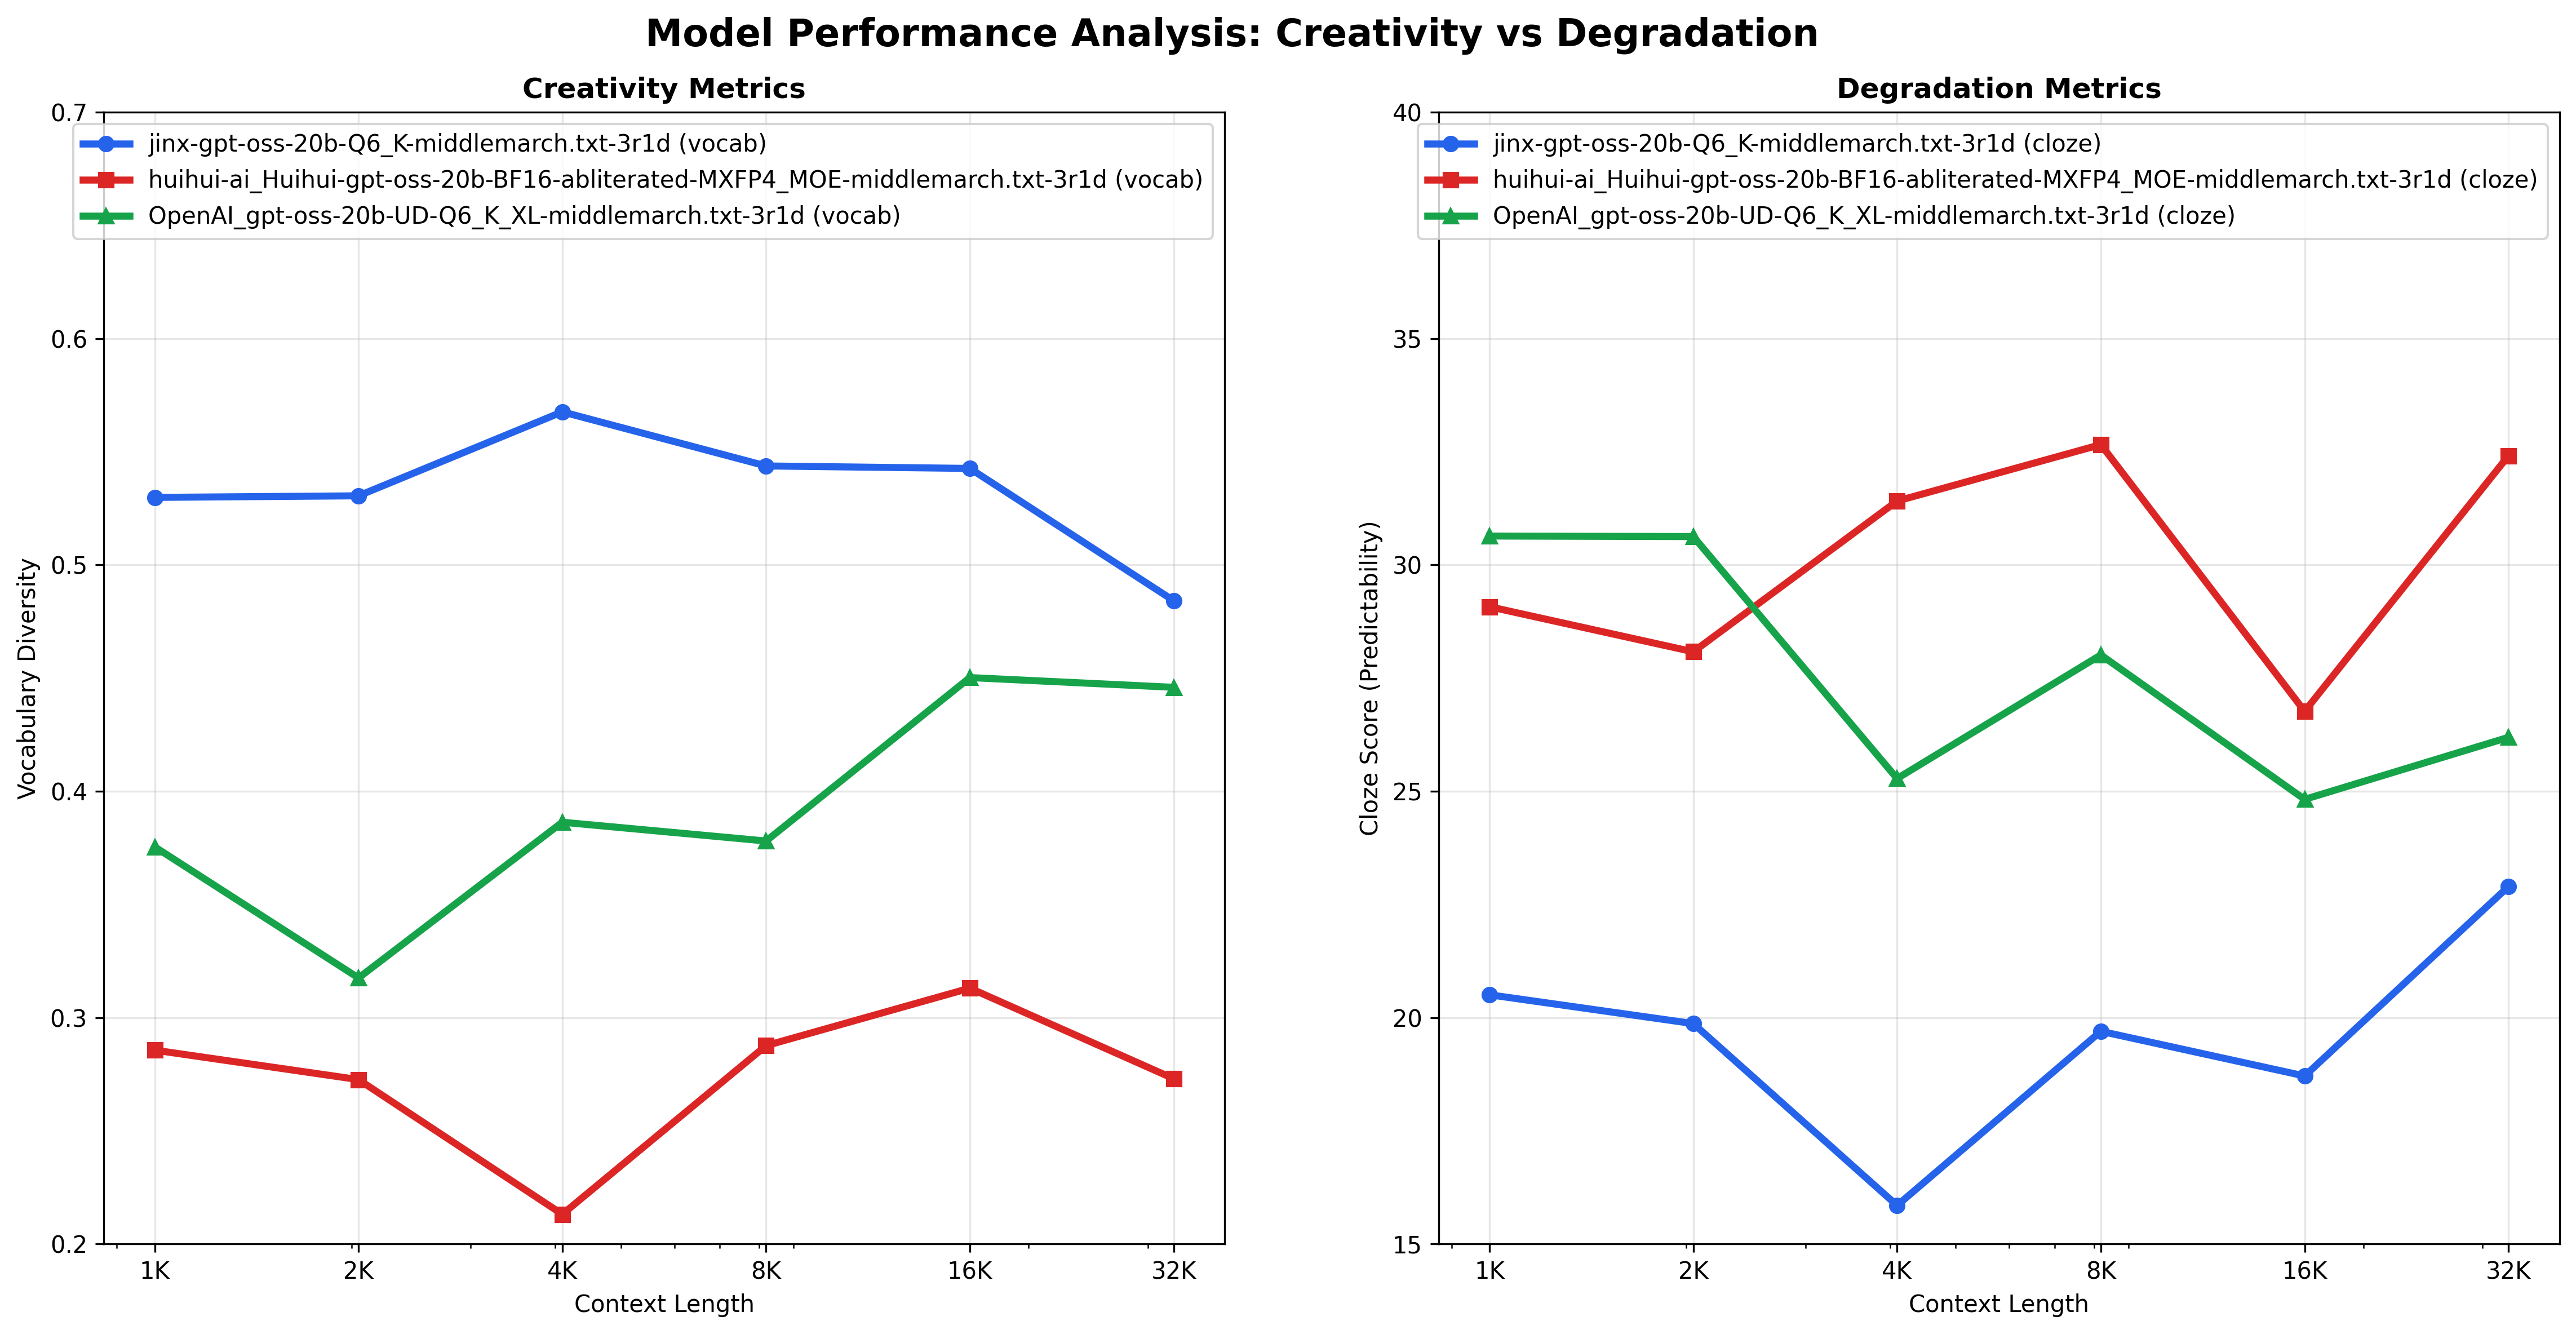 Model Performance Analysis: Creativity vs Degradation
Creativity Metrics
0.7
0.6
0.5
0.4
0.3
0.2
Vocabulary Diversity
jinx-gpt-oss-20b-Q6_K-middlemarch.txt-3r1d (vocab)
huihui-ai_Huihui-gpt-oss-20b-BF16-abliterated-MXFP4_MOE-middlemarch.txt-3r1d (vocab)
OpenAI_gpt-oss-20b-UD-Q6_K_XL-middlemarch.txt-3r1d (vocab)
1K 2K 4K 8K 16K 32K
Context Length
Degradation Metrics
40
35
30
25
20
15
Cloze Score (Predictability)
jinx-gpt-oss-20b-Q6_K-middlemarch.txt-3r1d (cloze)
huihui-ai_Huihui-gpt-oss-20b-BF16-abliterated-MXFP4_MOE-middlemarch.txt-3r1d (cloze)
OpenAI_gpt-oss-20b-UD-Q6_K_XL-middlemarch.txt-3r1d (cloze)
1K 2K 4K 8K 16K 32K
Context Length